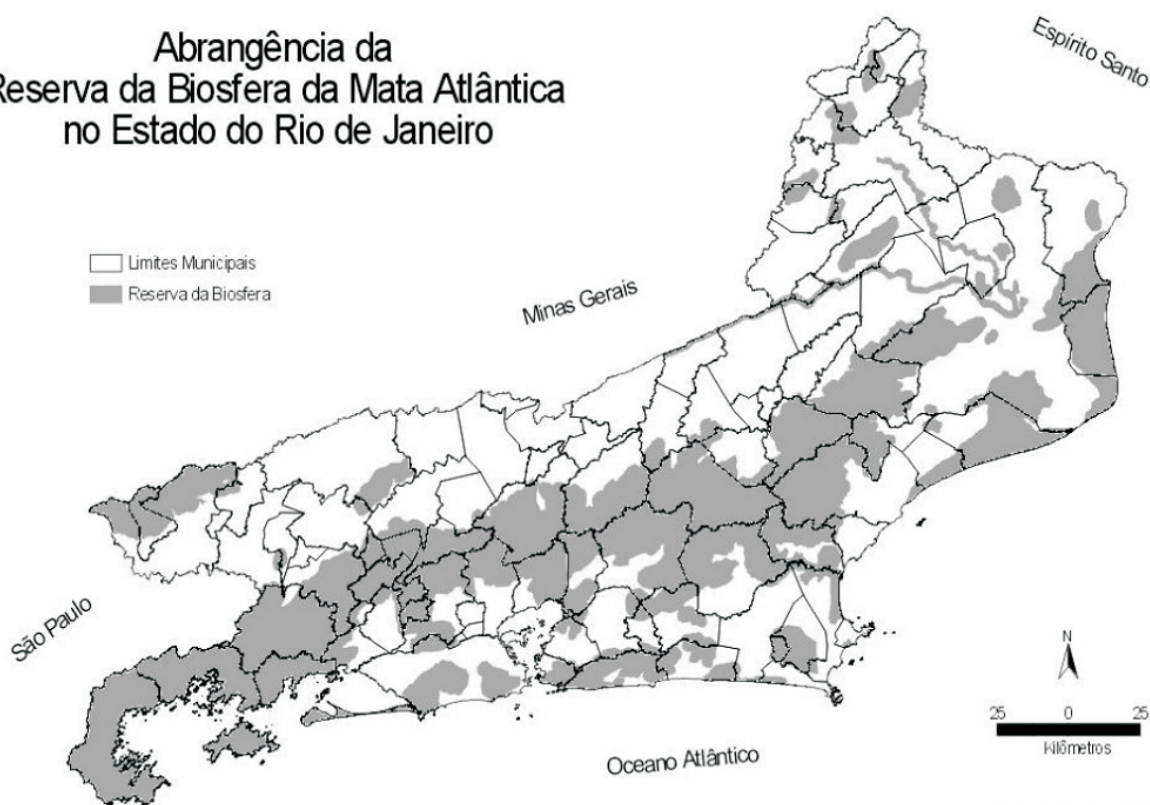 Abrangência da
Reserva da Biosfera da Mata Atlântica
no Estado do Rio de Janeiro
Espírito Santo
Limites Municipais
Reserva da Biosfera
Minas Gerais
São Paulo
N
25 0 25
Kilômetros
Oceano Atlântico